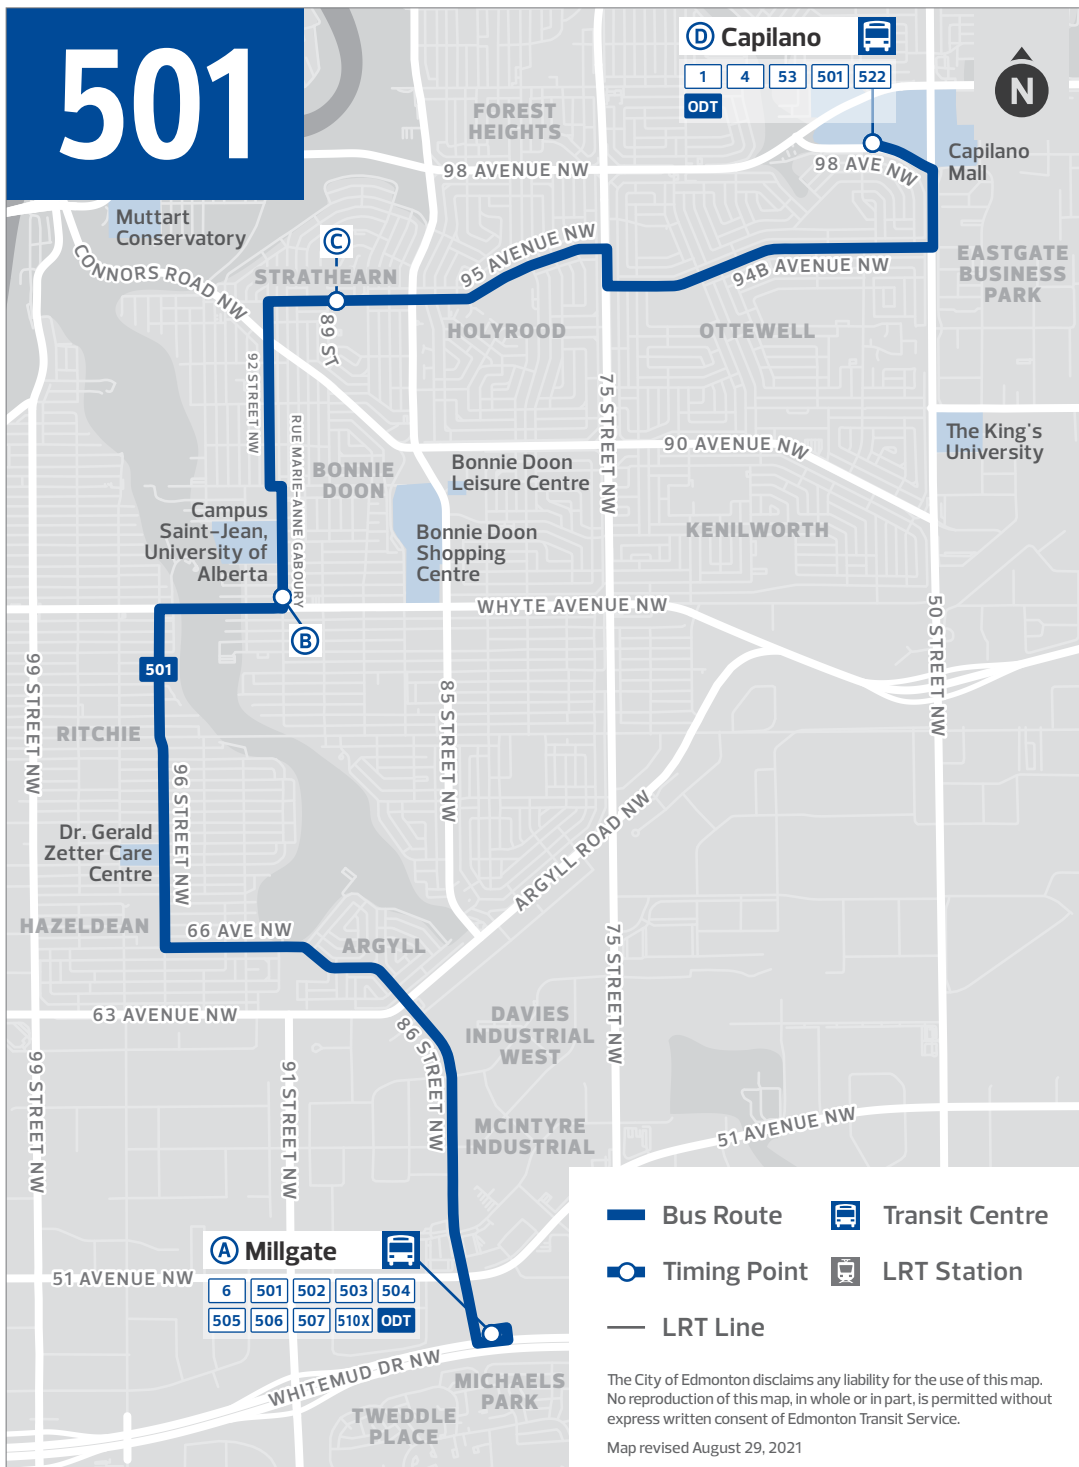 501
D Capilano
1 4 53 501 522
ODT
N
FOREST
HEIGHTS
98 AVENUE NW
98 AVE NW
Capilano
Mall
Muttart
Conservatory
C
CONNORS ROAD NW
STRATHEARN
95 AVENUE NW
94B AVENUE NW
EASTGATE
BUSINESS
PARK
89 ST
HOLYROOD
OTTEWELL
92 STREET NW
75 STREET NW
RUE MARIE-ANNE GABOURY
90 AVENUE NW
The King's
University
BONNIE
DOON
Bonnie Doon
Leisure Centre
Campus
Saint-Jean,
University of
Alberta
Bonnie Doon
Shopping
Centre
KENILWORTH
WHYTE AVENUE NW
B
50 STREET NW
501
99 STREET NW
85 STREET NW
RITCHIE
96 STREET NW
ARGYLL ROAD NW
Dr. Gerald
Zetter Care
Centre
HAZELDEAN
66 AVE NW
ARGYLL
75 STREET NW
63 AVENUE NW
86 STREET NW
DAVIES
INDUSTRIAL
WEST
99 STREET NW
91 STREET NW
MCINTYRE
INDUSTRIAL
51 AVENUE NW
A Millgate
51 AVENUE NW
6 501 502 503 504
505 506 507 510X ODT
WHITEMUD DR NW
MICHAELS
PARK
TWEDDLE
PLACE
Bus Route
Transit Centre
Timing Point
LRT Station
LRT Line
The City of Edmonton disclaims any liability for the use of this map.
No reproduction of this map, in whole or in part, is permitted without
express written consent of Edmonton Transit Service.
Map revised August 29, 2021